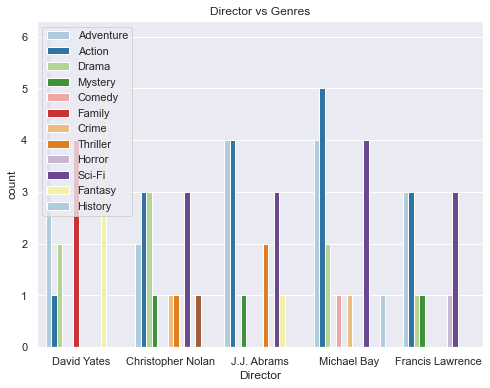 Director vs Genres
6
5
4
3
2
1
0
count
Adventure
Action
Drama
Mystery
Comedy
Family
Crime
Thriller
Horror
Sci-Fi
Fantasy
History
David Yates Christopher Nolan J.J. Abrams Michael Bay Francis Lawrence
Director